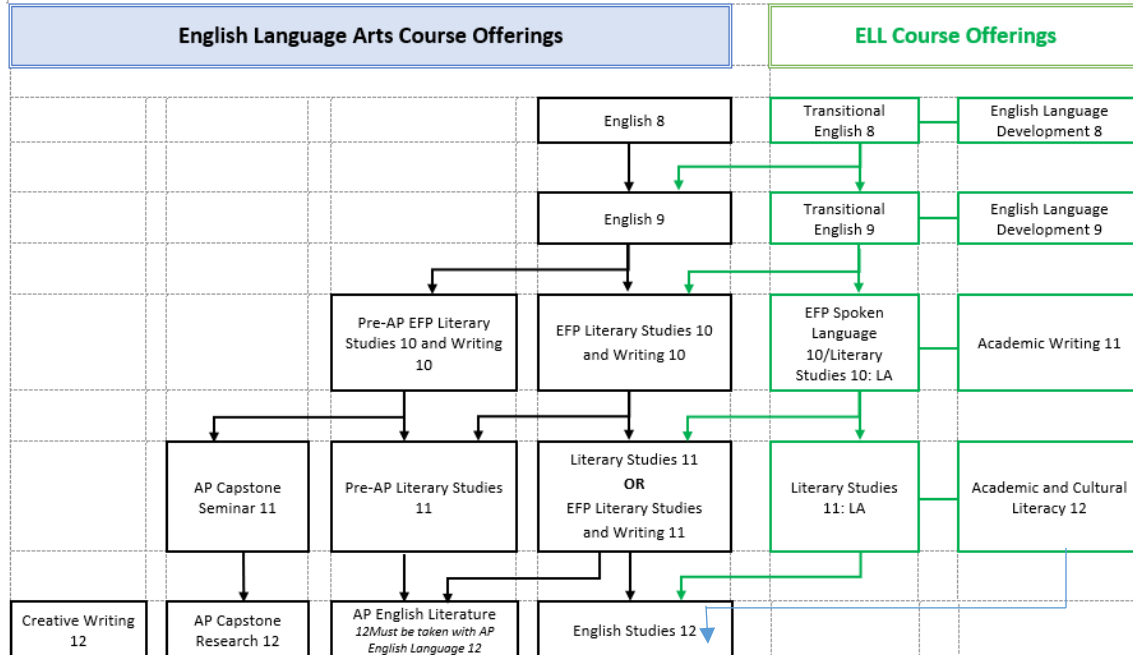 English Language Arts Course Offerings
ELL Course Offerings
English 8
Transitional
English 8
English Language
Development 8
English 9
Transitional
English 9
English Language
Development 9
Pre-AP EFP Literary
Studies 10 and Writing
10
EFP Literary Studies 10
and Writing 10
EFP Spoken
Language
10/Literary
Studies 10: LA
Academic Writing 11
AP Capstone
Seminar 11
Pre-AP Literary Studies
11
Literary Studies 11
OR
EFP Literary Studies
and Writing 11
Literary Studies
11: LA
Academic and Cultural
Literacy 12
Creative Writing
12
AP Capstone
Research 12
AP English Literature
12Must be taken with AP
English Language 12
English Studies 12